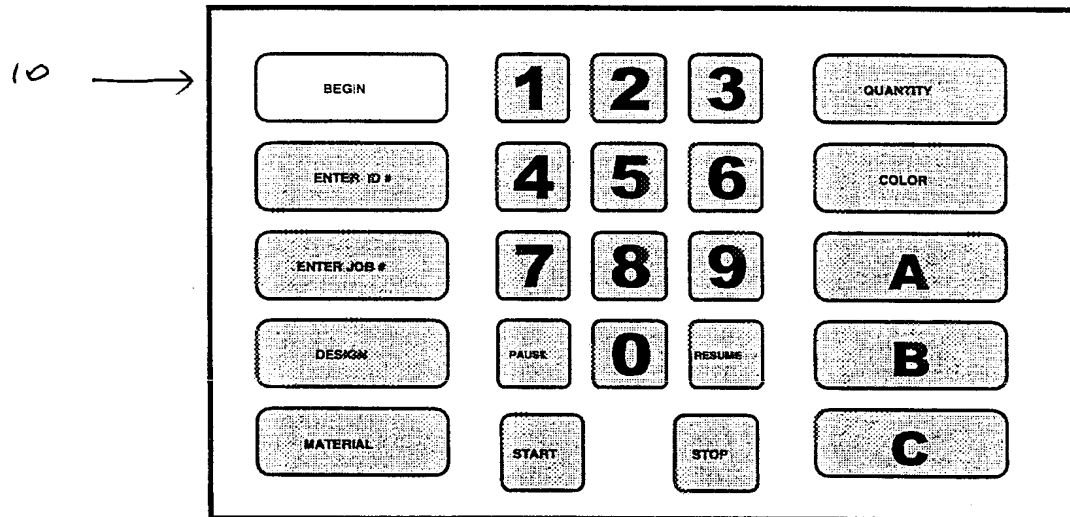 10
BEGIN 1 2 3 QUANTITY
ENTER ID # 4 5 6 COLOR
ENTER JOB # 7 8 9 A
DESIGN PAUSE 0 RESUME B
MATERIAL START STOP C